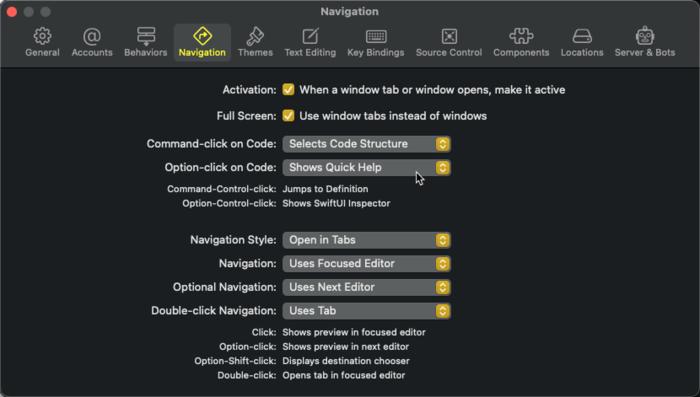 Navigation
General Accounts Behaviors Navigation Themes Text Editing Key Bindings Source Control Components Locations Server & Bots
Activation: When a window tab or window opens, make it active
Full Screen: Use window tabs instead of windows
Command-click on Code: Selects Code Structure
Option-click on Code: Shows Quick Help
Command-Control-click: Jumps to Definition
Option-Control-click: Shows SwiftUI Inspector
Navigation Style: Open in Tabs
Navigation: Uses Focused Editor
Optional Navigation: Uses Next Editor
Double-click Navigation: Uses Tab
Click: Shows preview in focused editor
Option-click: Shows preview in next editor
Option-Shift-click: Displays destination chooser
Double-click: Opens tab in focused editor